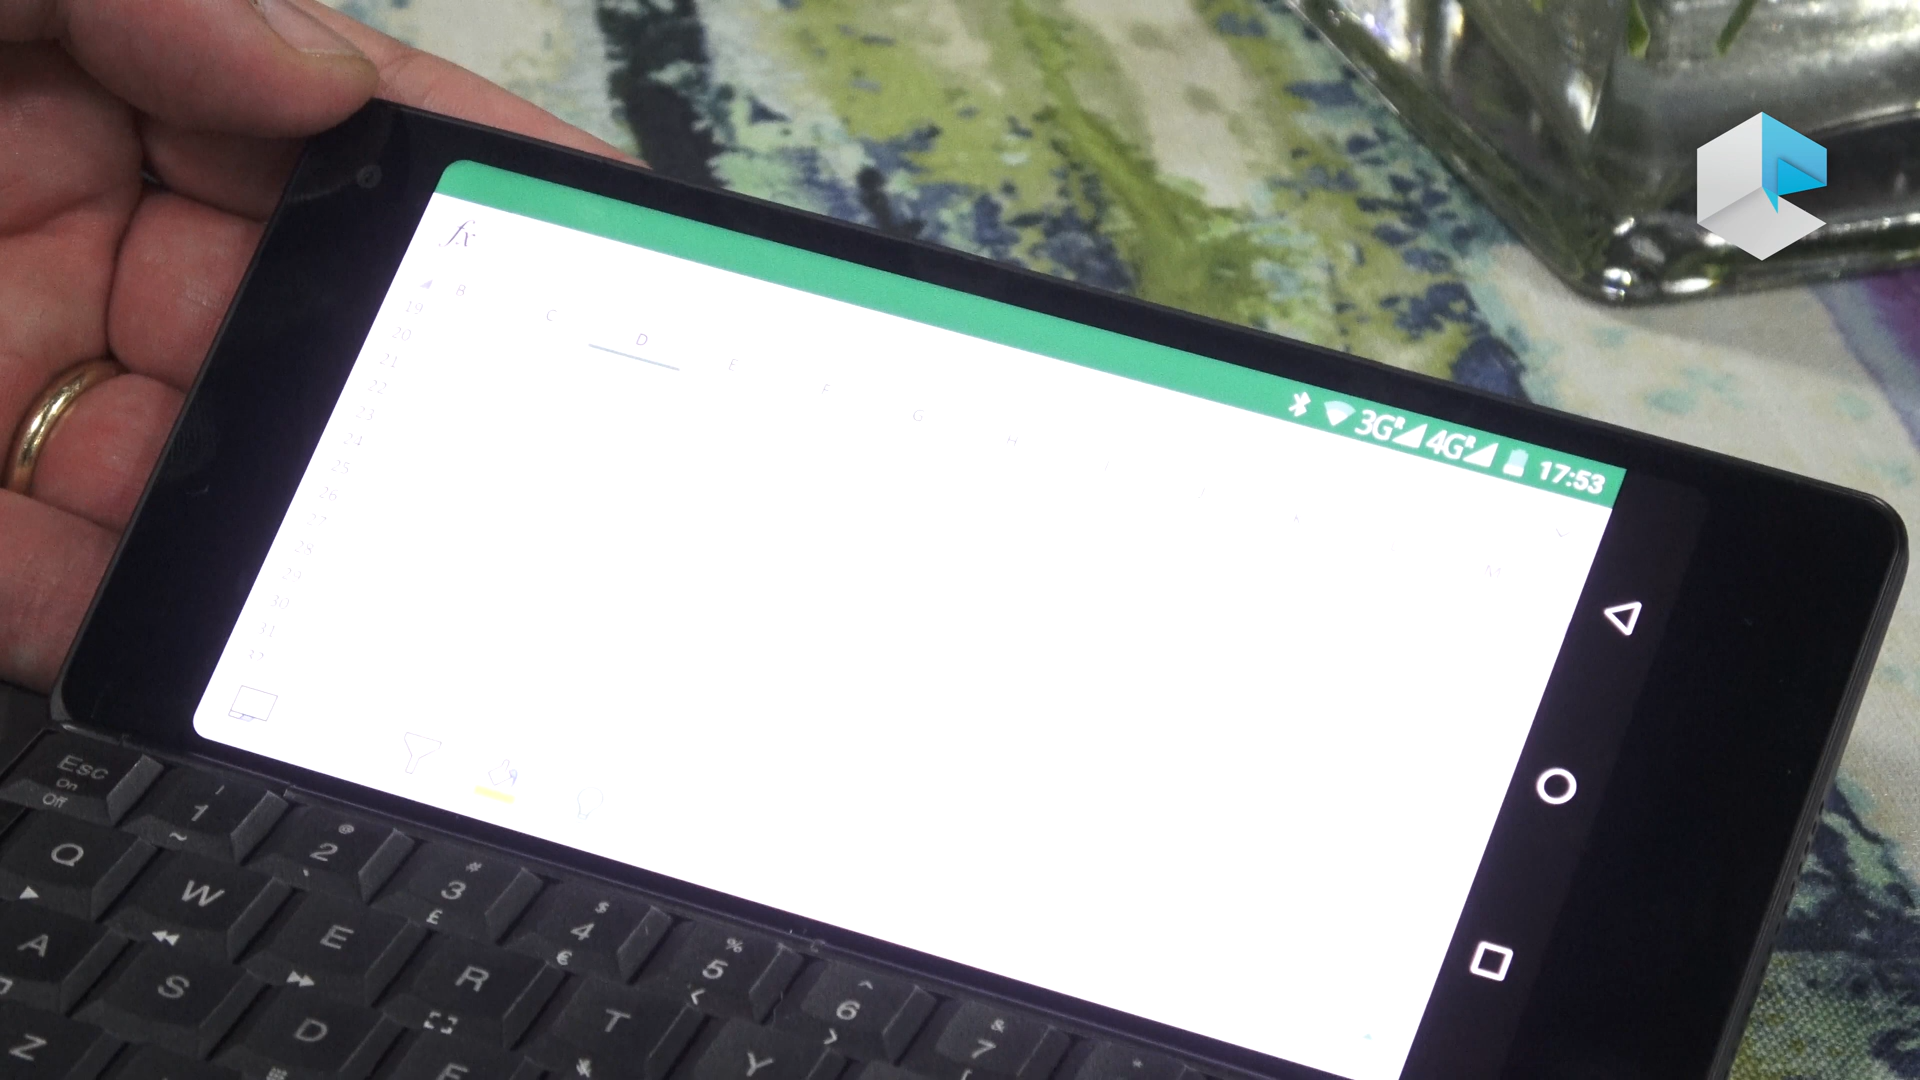 3G R 4G R 17:53
fx
B C D E F G H I J K M
19
20
21
22
23
24
25
26
27
28
29
30
31
Esc
On
Off
! 1 ~
@ 2 `
# 3 £
$ 4 €
% 5 <
^ 6 >
& 7
*
Q W E R T Y
A S D F
Z